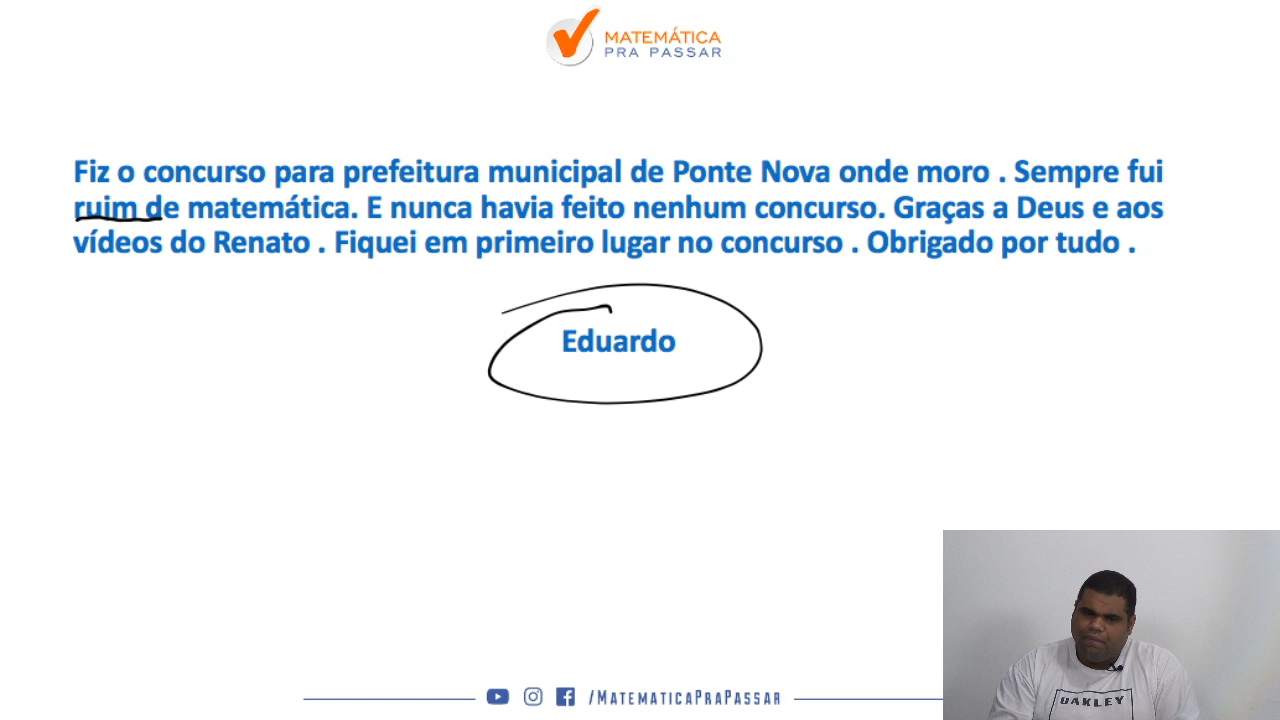 MATEMÁTICA
PRA PASSAR
Fiz o concurso para prefeitura municipal de Ponte Nova onde moro . Sempre fui
ruim de matemática. E nunca havia feito nenhum concurso. Graças a Deus e aos
vídeos do Renato . Fiquei em primeiro lugar no concurso . Obrigado por tudo .
Eduardo
/MATEMATICAPRAPASSAR
OAKLEY